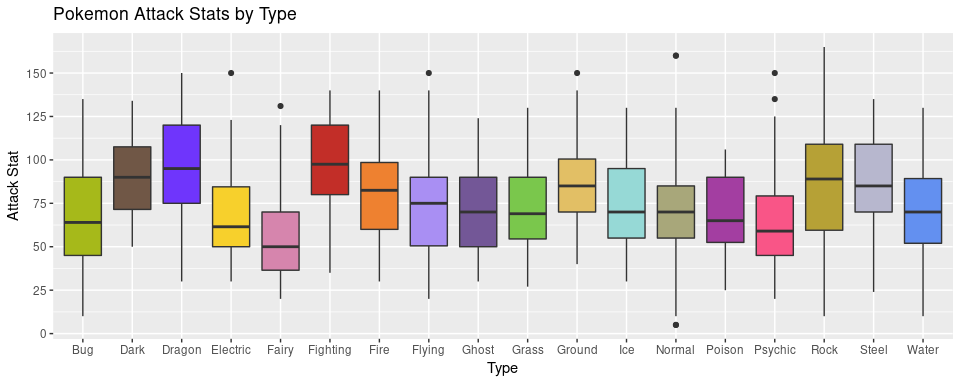 Pokemon Attack Stats by Type
Attack Stat
150
125
100
75
50
25
0
Bug Dark Dragon Electric Fairy Fighting Fire Flying Ghost Grass Ground Ice Normal Poison Psychic Rock Steel Water
Type